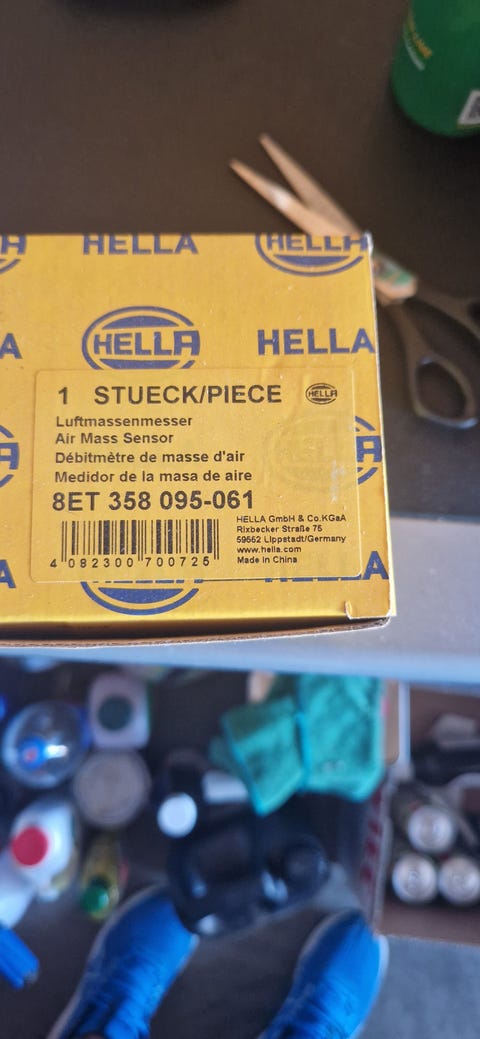 HELLA
HELLA
HELLA
HELLA
1 STUECK/PIECE
HELLA
Luftmassenmesser
Air Mass Sensor
Débitmètre de masse d'air
Medidor de la masa de aire
8ET 358 095-061
HELLA GmbH & Co.KGaA
Rixbecker Straße 75
59552 Lippstadt/Germany
www.hella.com
Made in China
4 082300 700725